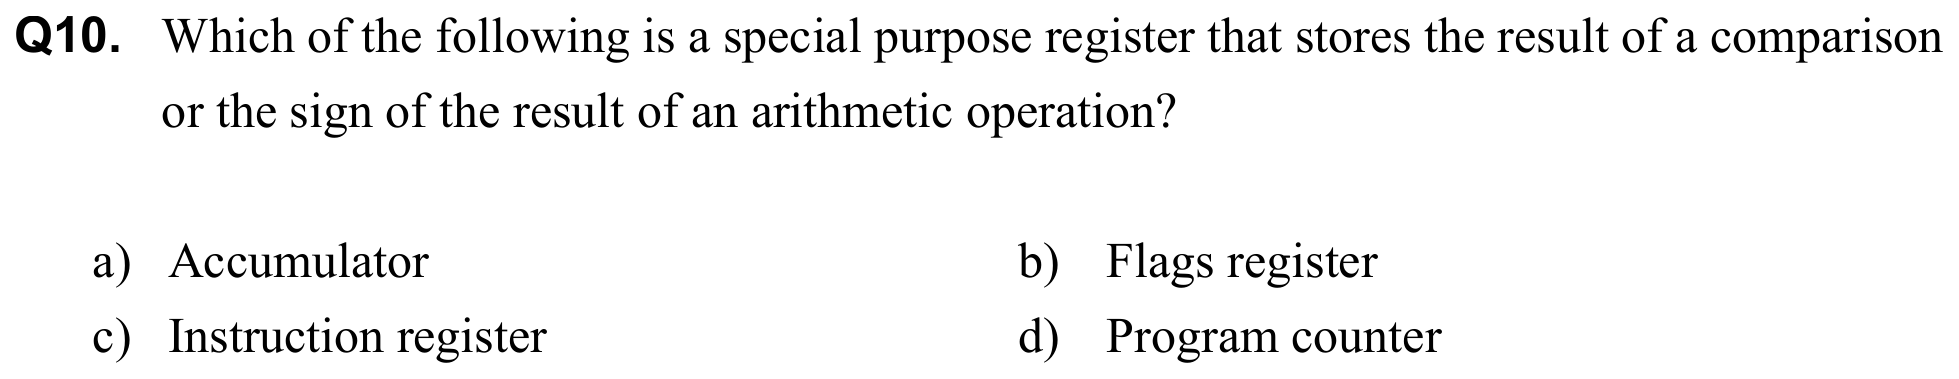 Q10. Which of the following is a special purpose register that stores the result of a comparison
or the sign of the result of an arithmetic operation?
a) Accumulator b) Flags register
c) Instruction register d) Program counter